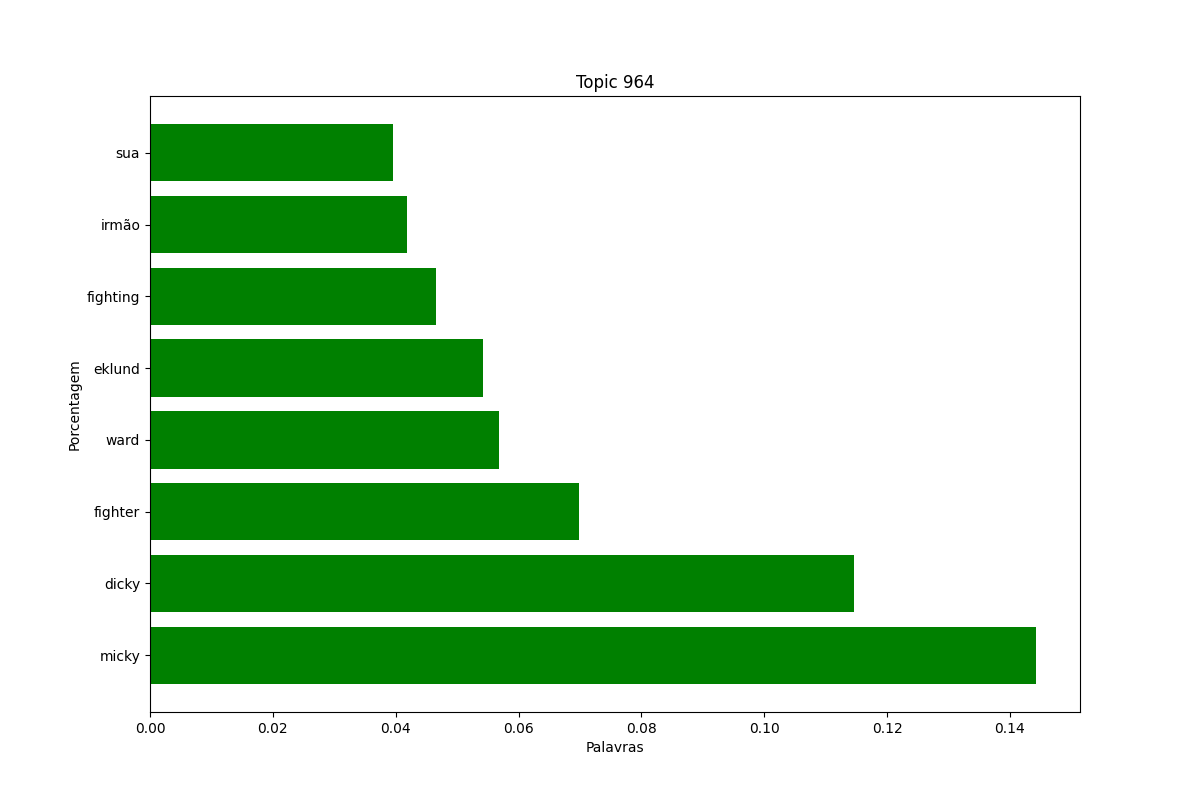 Topic 964
Porcentagem
sua
irmão
fighting
eklund
ward
fighter
dicky
micky
0.00 0.02 0.04 0.06 0.08 0.10 0.12 0.14
Palavras